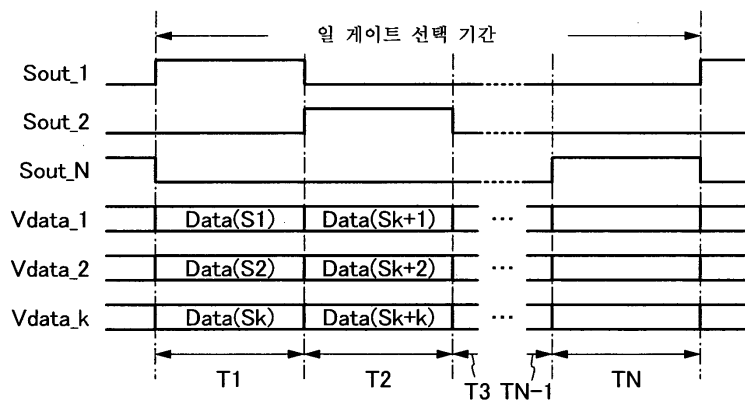 일 게이트 선택 기간
Sout_1
Sout_2
Sout_N
Vdata_1 Data(S1) Data(Sk+1) ...
Vdata_2 Data(S2) Data(Sk+2) ...
Vdata_k Data(Sk) Data(Sk+k) ...
T1 T2 T3 TN-1 TN